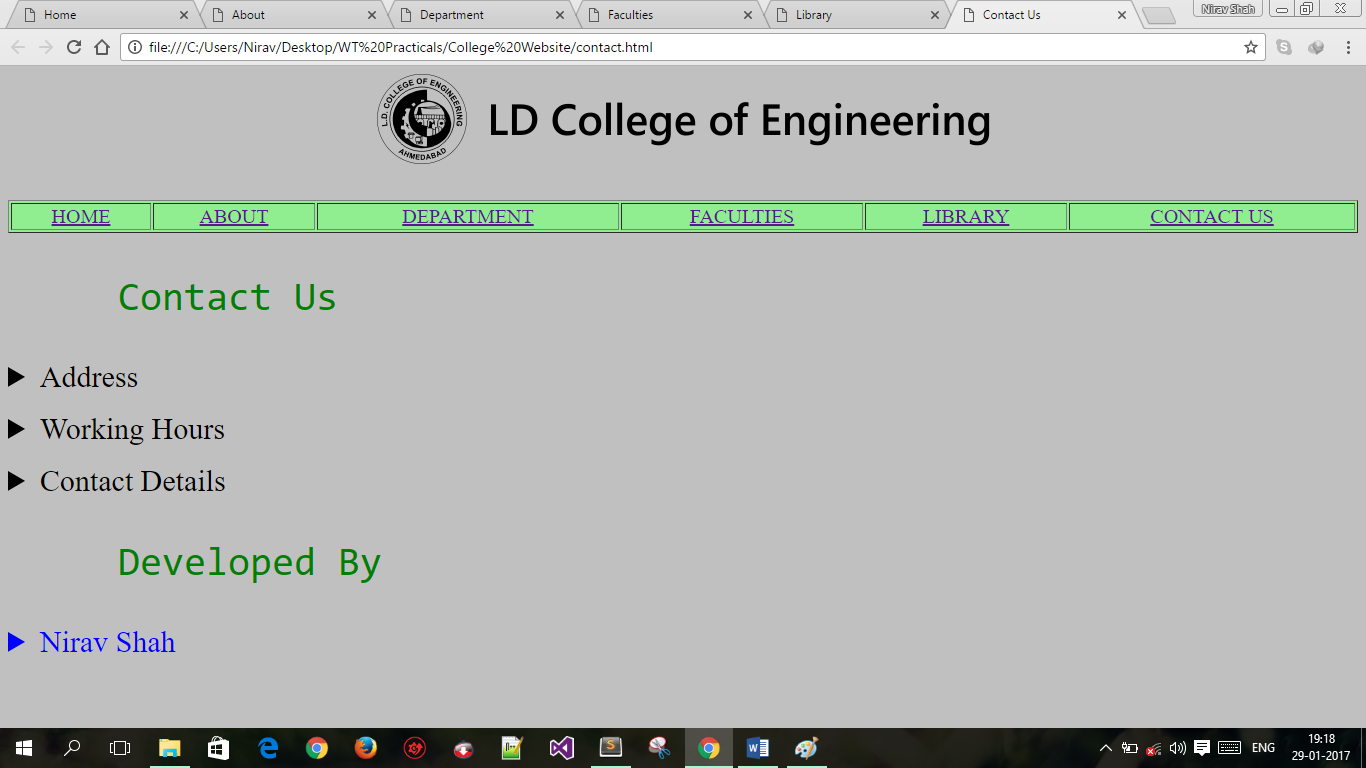 Home About Department Faculties Library Contact Us Nirav Shah
file:///C:/Users/Nirav/Desktop/WT%20Practicals/College%20Website/contact.html
L.D. COLLEGE OF ENGINEERING
AHMEDABAD
LD College of Engineering
HOME ABOUT DEPARTMENT FACULTIES LIBRARY CONTACT US
Contact Us
Address
Working Hours
Contact Details
Developed By
Nirav Shah
ENG
19:18
29-01-2017